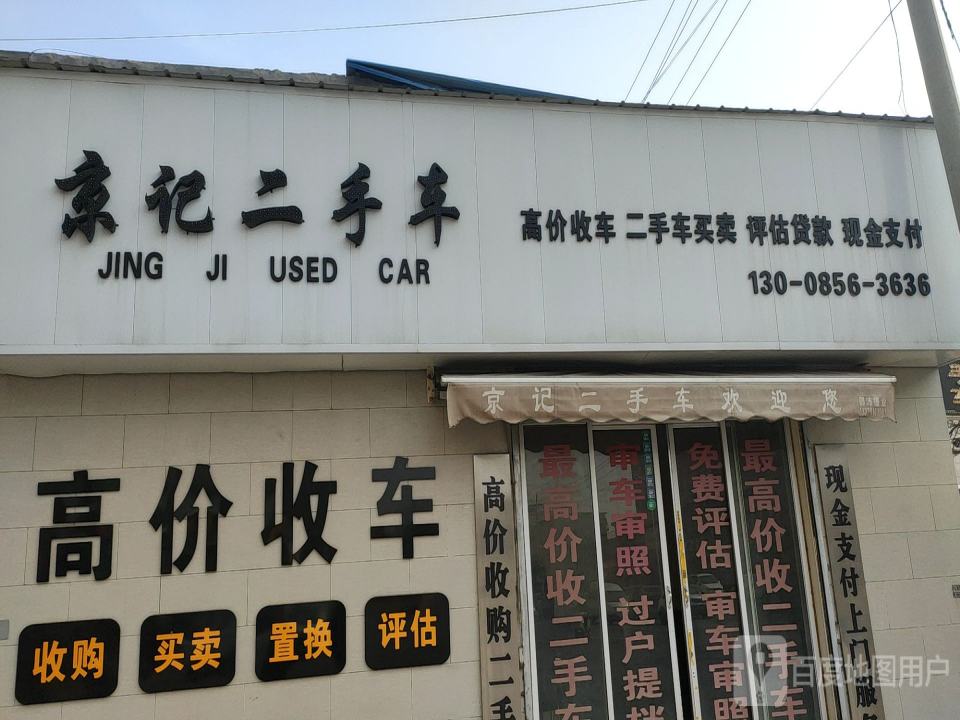 京记二手车
JING JI USED CAR
高价收车 二手车买卖 评估贷款 现金支付
130-0856-3636
京记二手车欢迎您
高价收车
收购
买卖
置换
评估
高价收购二手
最高价收二手车
审车审照 过户提档
免费评估 审车审照
最高价收二手车
现金支付上门服务
百度地图用户